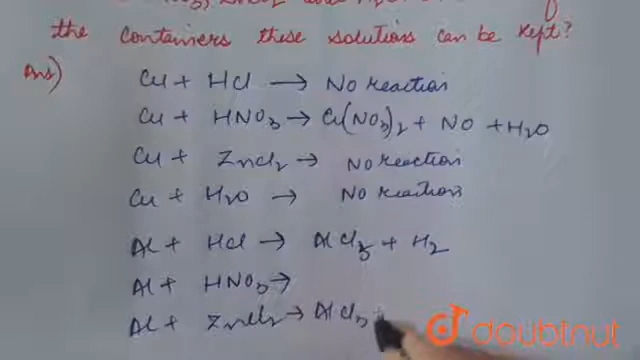 the containers these solutions can be kept?
Ans)
Cu + HCl → No reaction
Cu + HNO3 → Cu(NO3)2 + NO + H2O
Cu + ZnCl2 → No reaction
Cu + H2O → No reaction
Al + HCl → AlCl3 + H2
Al + HNO3 →
Al + ZnCl2 → AlCl3 +
doubtnut